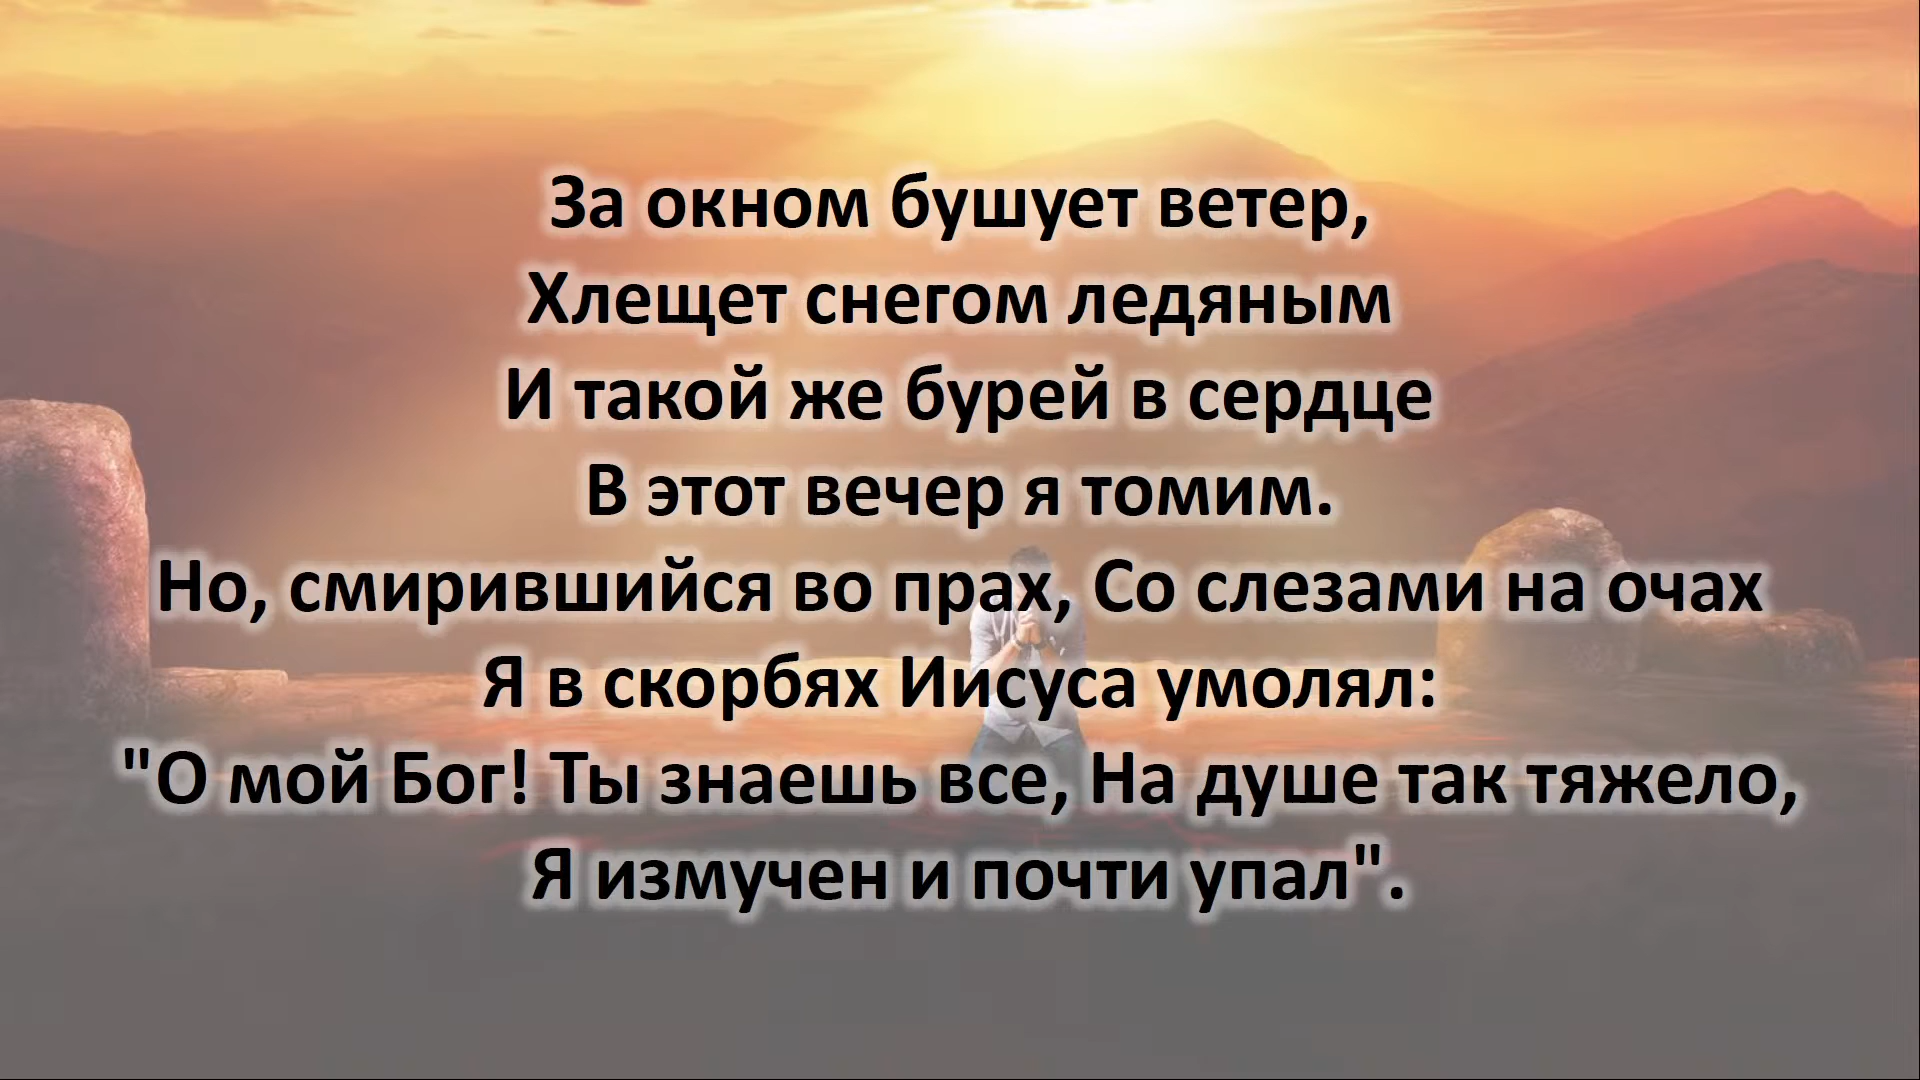 За окном бушует ветер,
Хлещет снегом ледяным
И такой же бурей в сердце
В этот вечер я томим.
Но, смирившийся во прах, Со слезами на очах
Я в скорбях Иисуса умолял:
"О мой Бог! Ты знаешь все, На душе так тяжело,
Я измучен и почти упал".